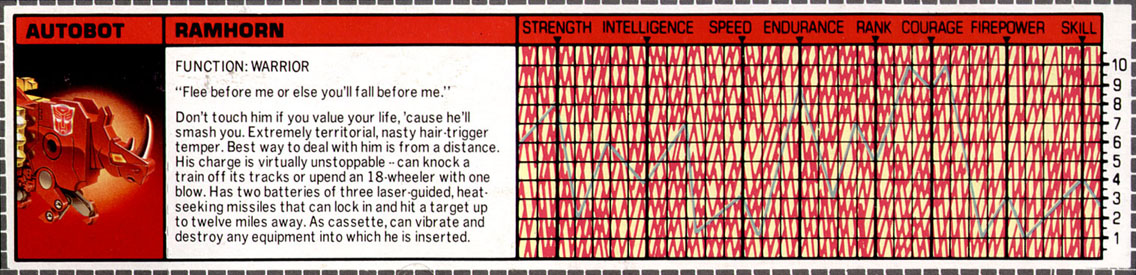 AUTOBOT
RAMHORN
STRENGTH INTELLIGENCE SPEED ENDURANCE RANK COURAGE FIREPOWER SKILL
FUNCTION: WARRIOR
"Flee before me or else you'll fall before me."
Don't touch him if you value your life, 'cause he'll
smash you. Extremely territorial, nasty hair-trigger
temper. Best way to deal with him is from a distance.
His charge is virtually unstoppable -- can knock a
train off its tracks or upend an 18-wheeler with one
blow. Has two batteries of three laser-guided, heat-
seeking missiles that can lock in and hit a target up
to twelve miles away. As cassette, can vibrate and
destroy any equipment into which he is inserted.
10
9
8
7
6
5
4
3
2
1